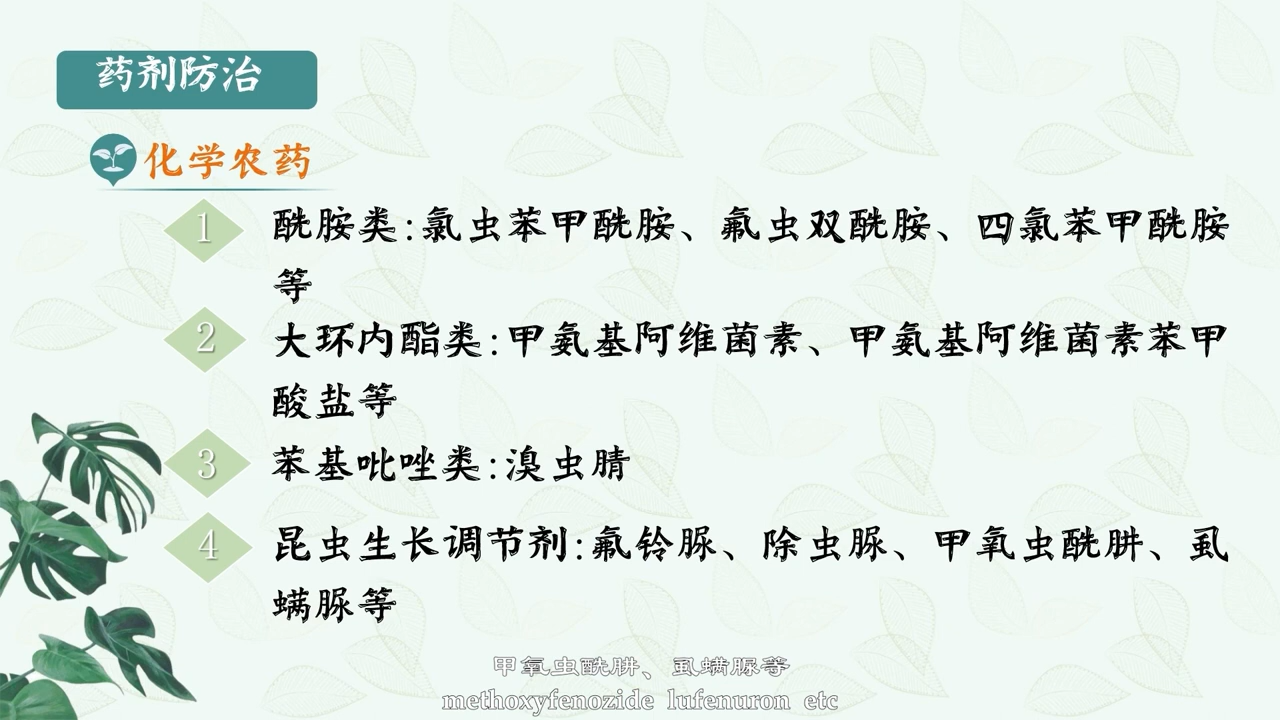 药剂防治
化学农药
1 酰胺类:氯虫苯甲酰胺、氟虫双酰胺、四氯苯甲酰胺
等
2 大环内酯类:甲氨基阿维菌素、甲氨基阿维菌素苯甲
酸盐等
3 苯基吡唑类:溴虫腈
4 昆虫生长调节剂:氟铃脲、除虫脲、甲氧虫酰肼、虱
螨脲等
甲氧虫酰肼、虱螨脲等
methoxyfenozide lufenuron etc